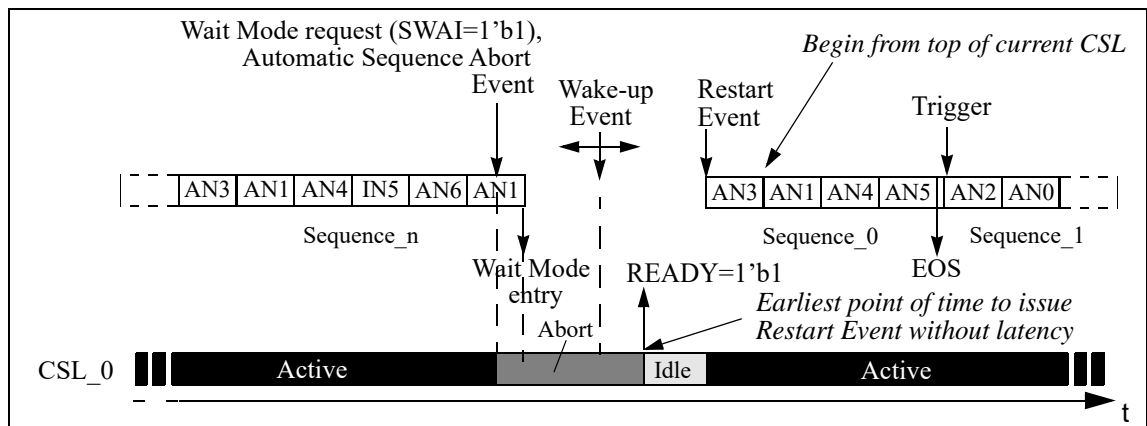 Wait Mode request (SWAI=1’b1),
Automatic Sequence Abort
Event
Wake-up
Event
Restart
Event
Begin from top of current CSL
Trigger
AN3 AN1 AN4 IN5 AN6 AN1
AN3 AN1 AN4 AN5 AN2 AN0
Sequence_n
Sequence_0
Sequence_1
Wait Mode
entry
READY=1’b1
EOS
Earliest point of time to issue
Restart Event without latency
Abort
CSL_0
Active
Idle
Active
t